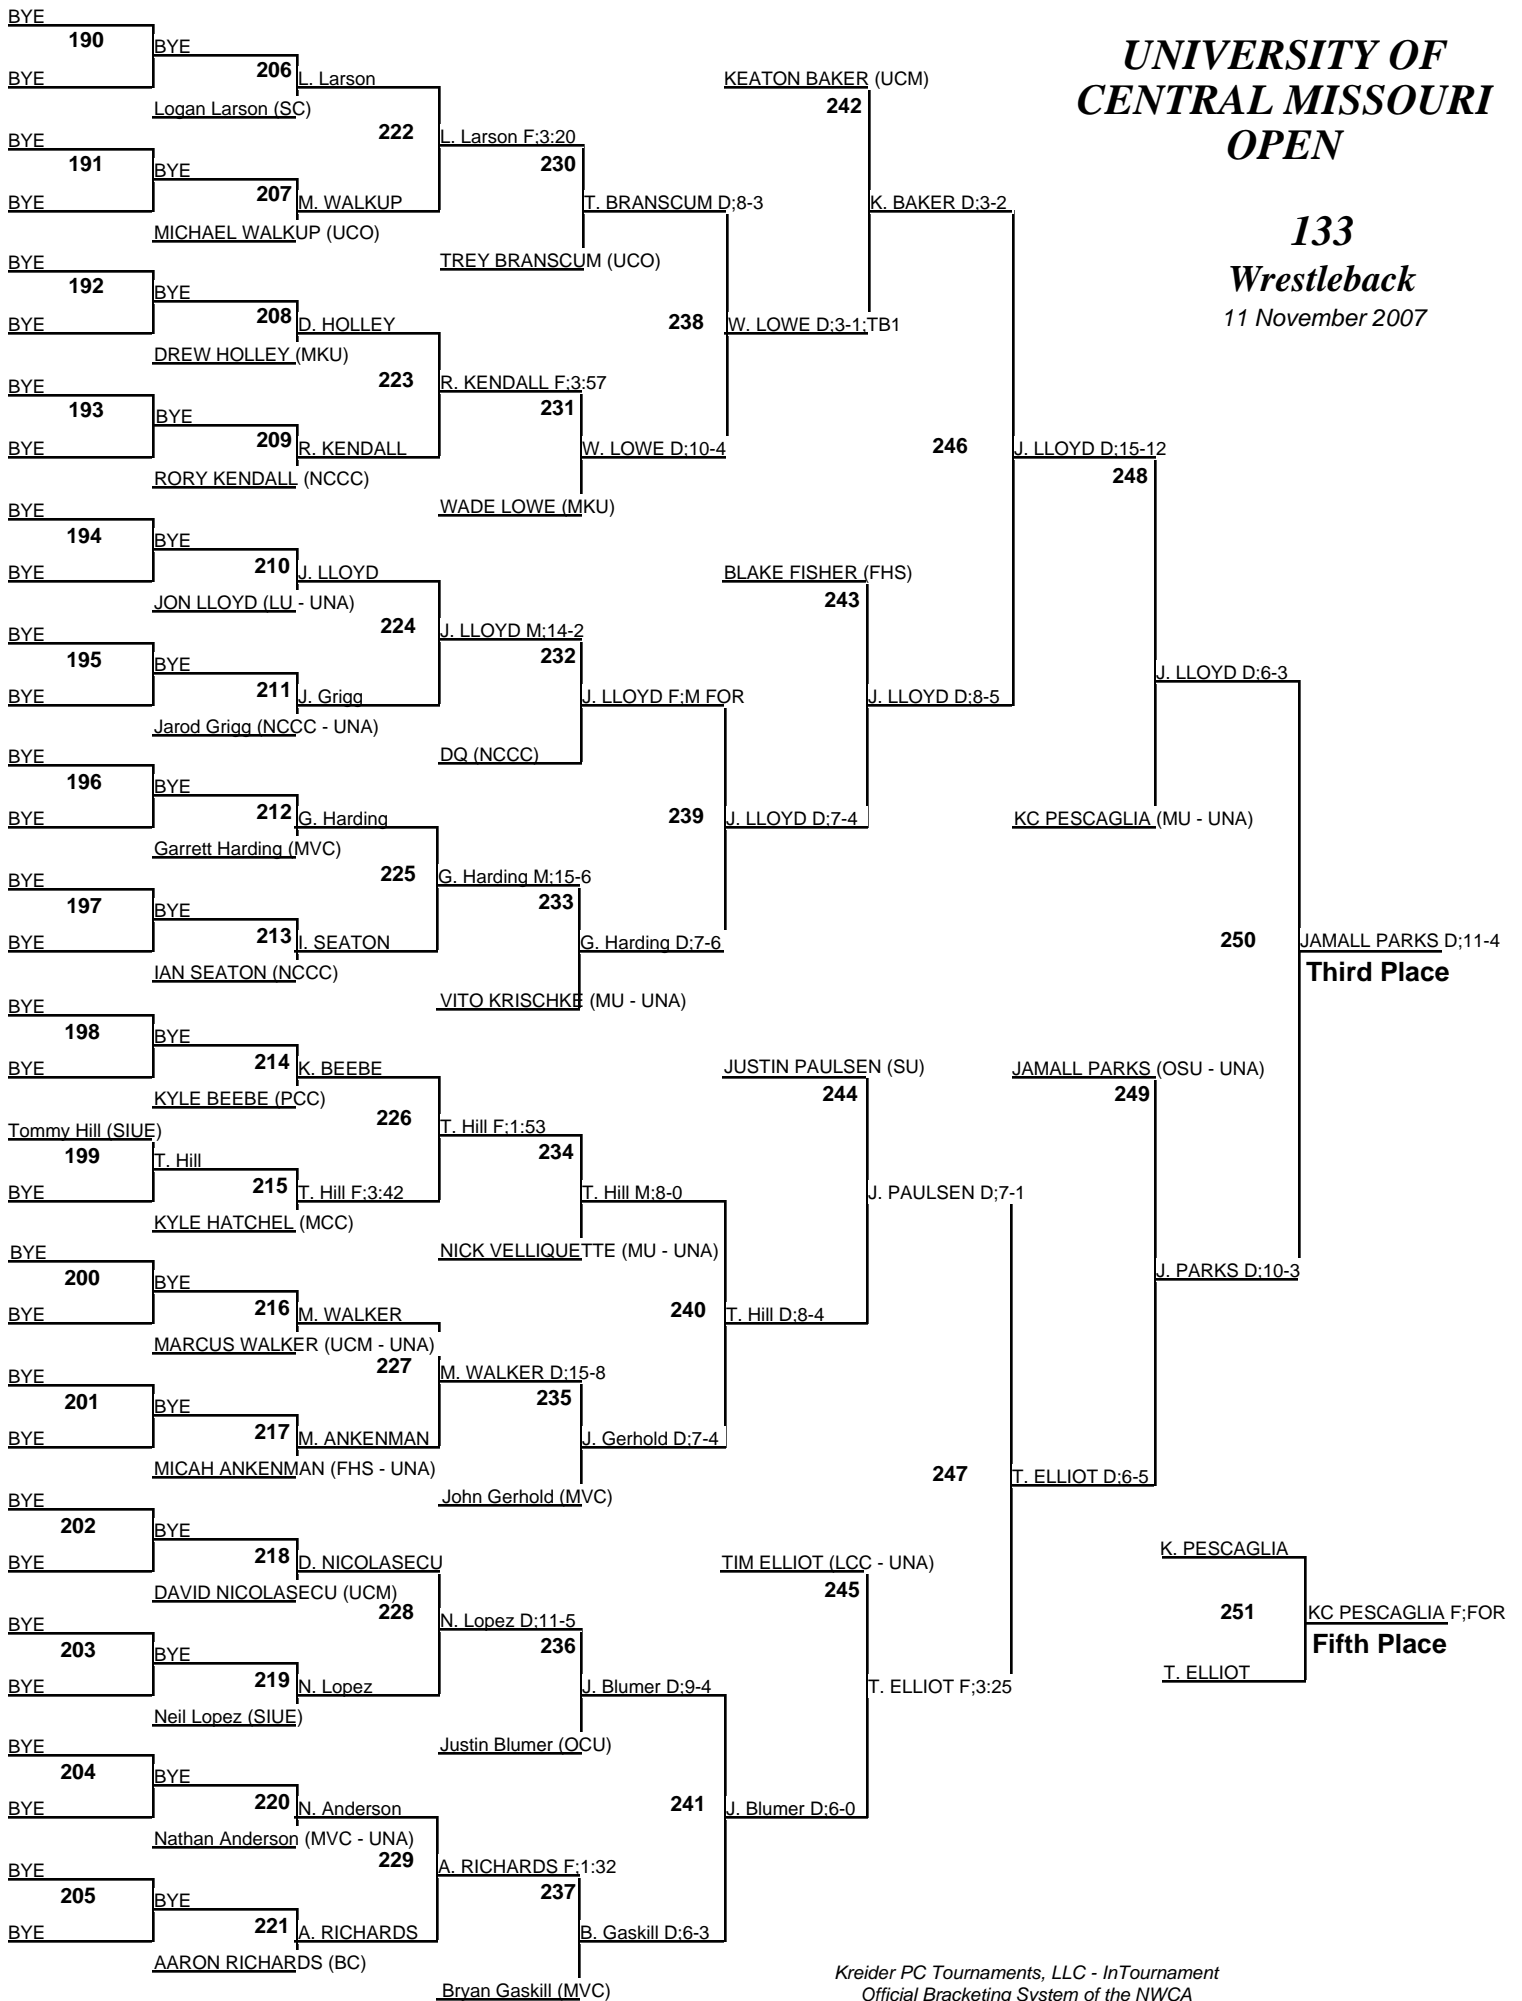 BYE
190
BYE
BYE
206
L. Larson
Logan Larson (SC)
222
L. Larson F;3:20
BYE
191
BYE
BYE
207
M. WALKUP
MICHAEL WALKUP (UCO)
230
T. BRANSCUM D;8-3
TREY BRANSCUM (UCO)
BYE
192
BYE
BYE
208
D. HOLLEY
DREW HOLLEY (MKU)
223
R. KENDALL F;3:57
BYE
193
BYE
BYE
209
R. KENDALL
RORY KENDALL (NCCC)
231
W. LOWE D;10-4
WADE LOWE (MKU)
238
W. LOWE D;3-1;TB1
KEATON BAKER (UCM)
242
K. BAKER D;3-2
UNIVERSITY OF
CENTRAL MISSOURI
OPEN
133
Wrestleback
11 November 2007
BYE
194
BYE
BYE
210
J. LLOYD
JON LLOYD (LU - UNA)
224
J. LLOYD M;14-2
BYE
195
BYE
BYE
211
J. Grigg
Jarod Grigg (NCCC - UNA)
232
J. LLOYD F;M FOR
DQ (NCCC)
BYE
196
BYE
BYE
212
G. Harding
Garrett Harding (MVC)
225
G. Harding M;15-6
BYE
197
BYE
BYE
213
I. SEATON
IAN SEATON (NCCC)
233
G. Harding D;7-6
VITO KRISCHKE (MU - UNA)
239
J. LLOYD D;7-4
BLAKE FISHER (FHS)
243
J. LLOYD D;8-5
246
J. LLOYD D;15-12
248
J. LLOYD D;6-3
KC PESCAGLIA (MU - UNA)
250
JAMALL PARKS D;11-4
Third Place
BYE
198
BYE
BYE
214
K. BEEBE
KYLE BEEBE (PCC)
226
T. Hill F;1:53
Tommy Hill (SIUE)
199
BYE
T. Hill
215
T. Hill F;3:42
KYLE HATCHEL (MCC)
234
T. Hill M;8-0
NICK VELLIQUETTE (MU - UNA)
BYE
200
BYE
BYE
216
M. WALKER
MARCUS WALKER (UCM - UNA)
227
M. WALKER D;15-8
BYE
201
BYE
BYE
217
M. ANKENMAN
MICAH ANKENMAN (FHS - UNA)
235
J. Gerhold D;7-4
John Gerhold (MVC)
240
T. Hill D;8-4
JUSTIN PAULSEN (SU)
244
J. PAULSEN D;7-1
JAMALL PARKS (OSU - UNA)
249
J. PARKS D;10-3
247
T. ELLIOT D;6-5
BYE
202
BYE
BYE
218
D. NICOLASECU
DAVID NICOLASECU (UCM)
228
N. Lopez D;11-5
BYE
203
BYE
BYE
219
N. Lopez
Neil Lopez (SIUE)
236
J. Blumer D;9-4
Justin Blumer (OCU)
BYE
204
BYE
BYE
220
N. Anderson
Nathan Anderson (MVC - UNA)
229
A. RICHARDS F;1:32
BYE
205
BYE
BYE
221
A. RICHARDS
AARON RICHARDS (BC)
237
B. Gaskill D;6-3
Bryan Gaskill (MVC)
241
J. Blumer D;6-0
TIM ELLIOT (LCC - UNA)
245
T. ELLIOT F;3:25
K. PESCAGLIA
251
T. ELLIOT
KC PESCAGLIA F;FOR
Fifth Place
Kreider PC Tournaments, LLC - InTournament
Official Bracketing System of the NWCA